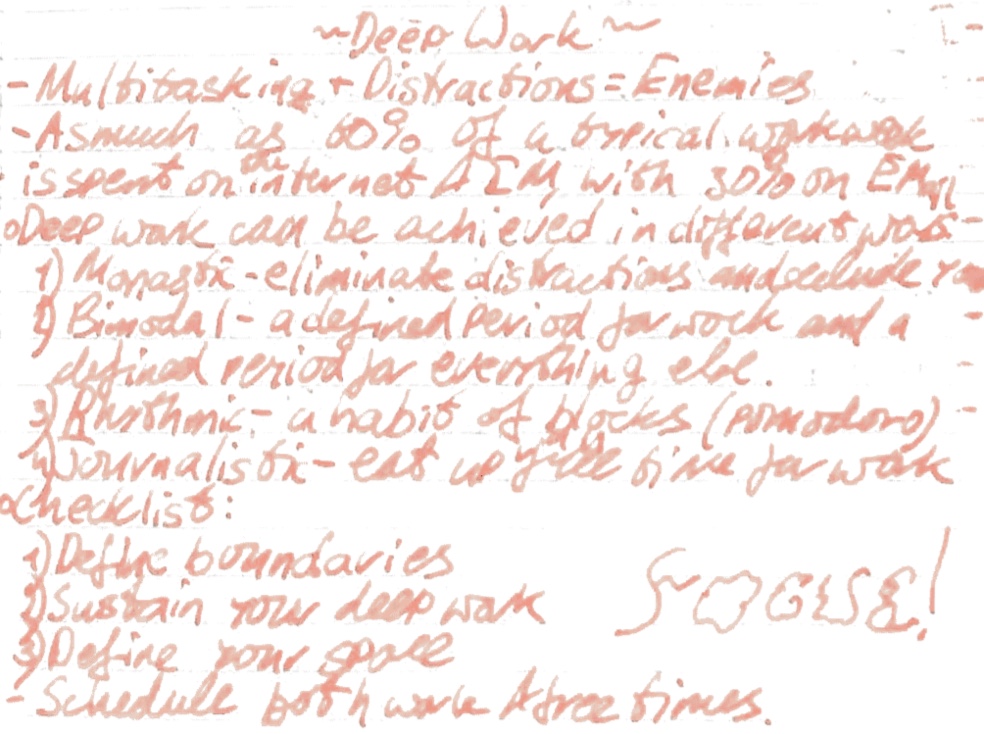 ~Deep Work~
- Multitasking + Distractions = Enemies
- As much as 60% of a typical workweek
is spent on the internet & IM, with 30% on EMail
Deep work can be achieved in different ways
1) Monastic - eliminate distractions and seclude you
2) Bimodal - a defined period for work and a
defined period for everything else.
3) Rhythmic - a habit of blocks (pomodoro)
4) Journalistic - eat up free time for work
Checklist:
1) Define boundaries
2) Sustain your deep work
3) Define your space
- Schedule both work & free times.
FOCUS!